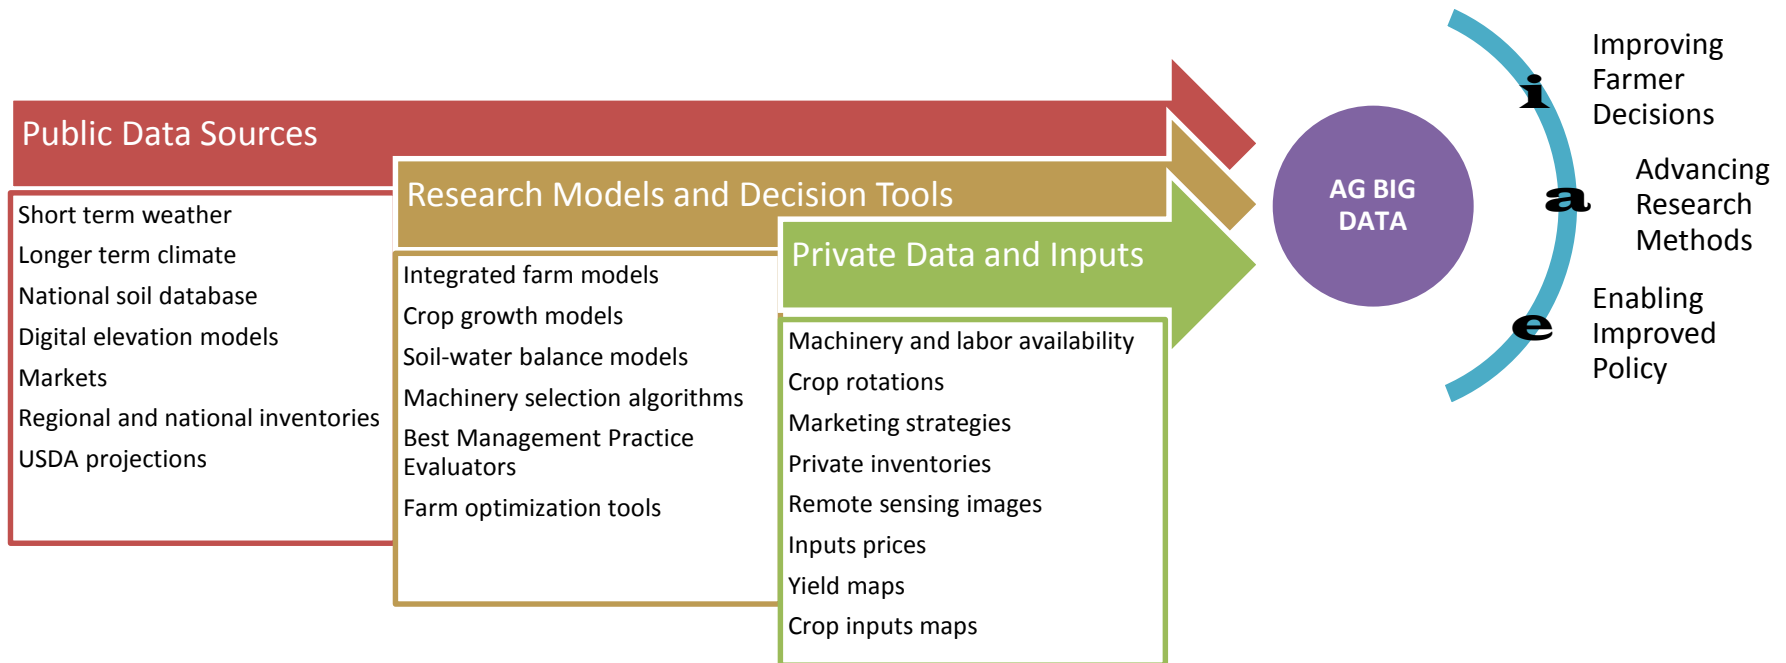 Public Data Sources
Short term weather
Longer term climate
National soil database
Digital elevation models
Markets
Regional and national inventories
USDA projections
Research Models and Decision Tools
Integrated farm models
Crop growth models
Soil-water balance models
Machinery selection algorithms
Best Management Practice
Evaluators
Farm optimization tools
Private Data and Inputs
Machinery and labor availability
Crop rotations
Marketing strategies
Private inventories
Remote sensing images
Inputs prices
Yield maps
Crop inputs maps
AG BIG
DATA
i
Improving
Farmer
Decisions
a
Advancing
Research
Methods
e
Enabling
Improved
Policy